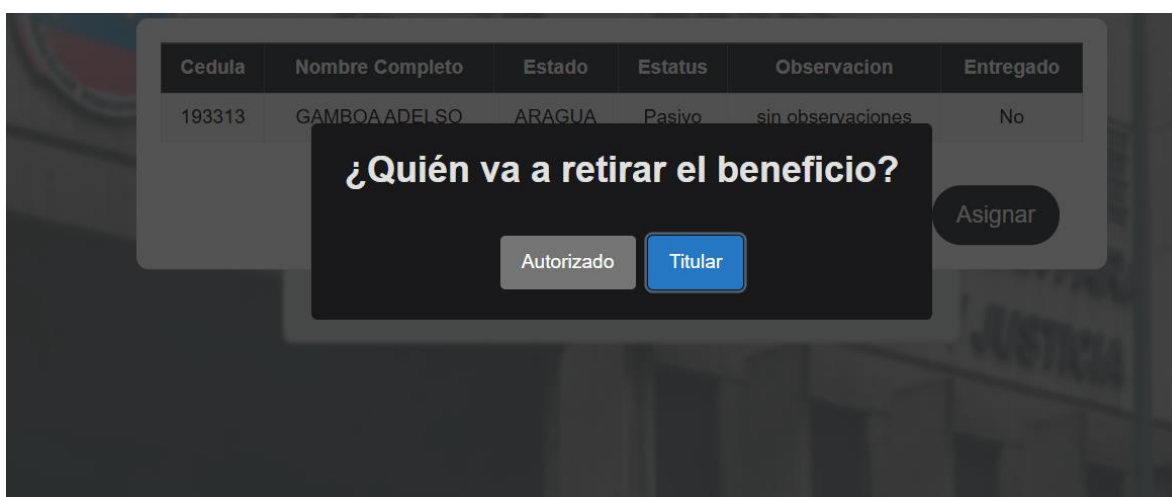 Cedula Nombre Completo Estado Estatus Observacion Entregado
193313 GAMBOA ADELSO ARAGUA Pasivo sin observaciones No
¿Quién va a retirar el beneficio?
Asignar
Autorizado Titular
JUSTICIA